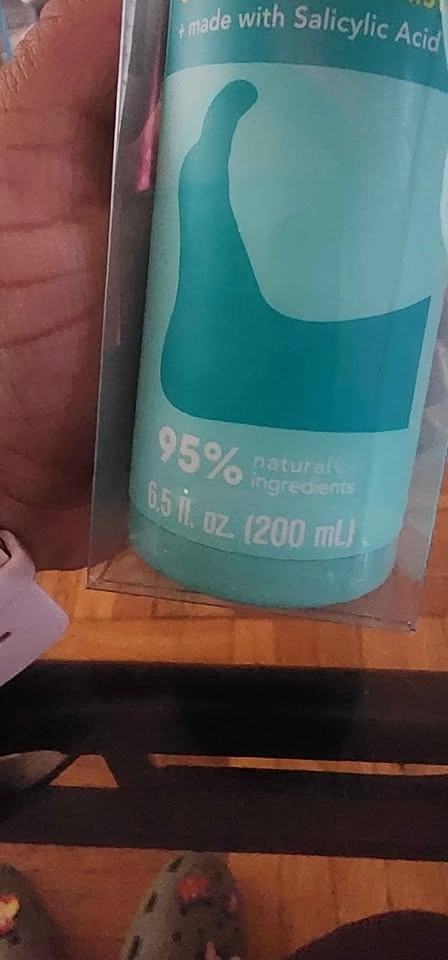 + made with Salicylic Acid
95% natural
ingredients
6.5 fl. oz. (200 mL)